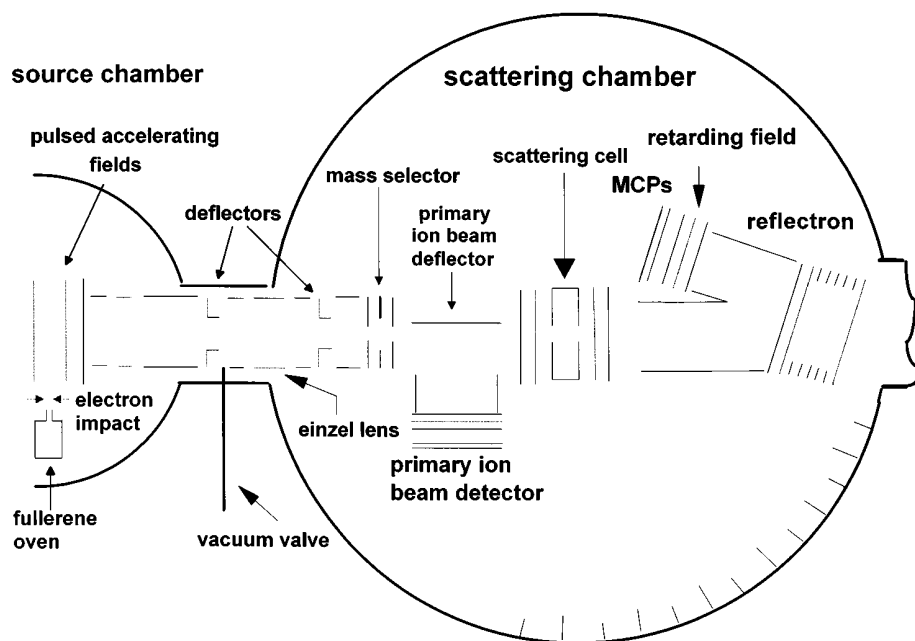 source chamber
scattering chamber
pulsed accelerating
fields
deflectors
mass selector
primary
ion beam
deflector
scattering cell
retarding field
MCPs
reflectron
electron
impact
einzel lens
primary ion
beam detector
fullerene
oven
vacuum valve